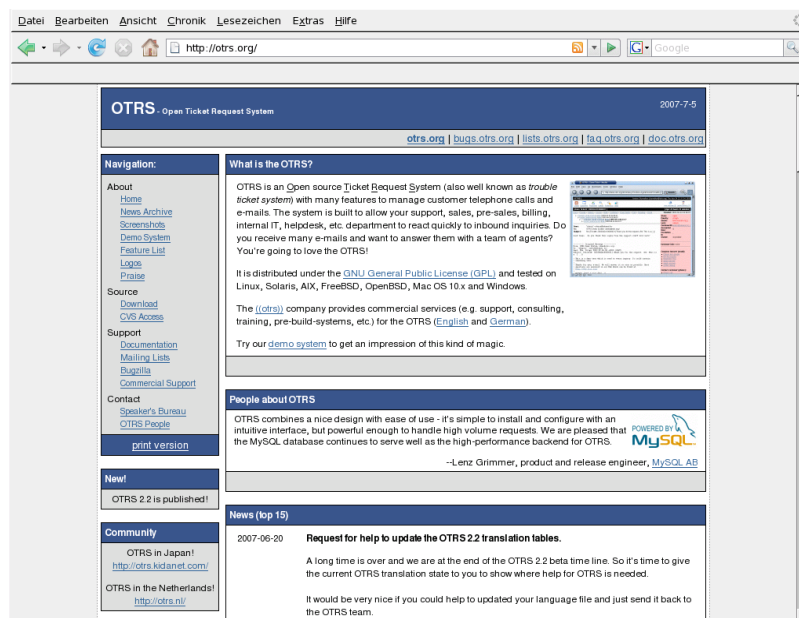 Datei Bearbeiten Ansicht Chronik Lesezeichen Extras Hilfe
http://otrs.org/
G
Google
OTRS - Open Ticket Request System
2007-7-5
otrs.org | bugs.otrs.org | lists.otrs.org | faq.otrs.org | doc.otrs.org
Navigation:
About
Home
News Archive
Screenshots
Demo System
Feature List
Logos
Praise
Source
Download
CVS Access
Support
Documentation
Mailing Lists
Bugzilla
Commercial Support
Contact
Speaker's Bureau
OTRS People
print version
New!
OTRS 2.2 is published!
Community
OTRS in Japan!
http://otrs.kidanet.com/
OTRS in the Netherlands!
http://otrs.nl/
What is the OTRS?
OTRS is an Open source Ticket Request System (also well known as trouble
ticket system) with many features to manage customer telephone calls and
e-mails. The system is built to allow your support, sales, pre-sales, billing,
internal IT, helpdesk, etc. department to react quickly to inbound inquiries. Do
you receive many e-mails and want to answer them with a team of agents?
You're going to love the OTRS!
It is distributed under the GNU General Public License (GPL) and tested on
Linux, Solaris, AIX, FreeBSD, OpenBSD, Mac OS 10.x and Windows.
The ((otrs)) company provides commercial services (e.g. support, consulting,
training, pre-build-systems, etc.) for the OTRS (English and German).
Try our demo system to get an impression of this kind of magic.
People about OTRS
OTRS combines a nice design with ease of use - it's simple to install and configure with an
intuitive interface, but powerful enough to handle high volume requests. We are pleased that
the MySQL database continues to serve well as the high-performance backend for OTRS.
POWERED BY
MySQL
--Lenz Grimmer, product and release engineer, MySQL AB
News (top 15)
2007-06-20 Request for help to update the OTRS 2.2 translation tables.
A long time is over and we are at the end of the OTRS 2.2 beta time line. So it's time to give
the current OTRS translation state to you to show where help for OTRS is needed.
It would be very nice if you could help to updated your language file and just send it back to
the OTRS team.